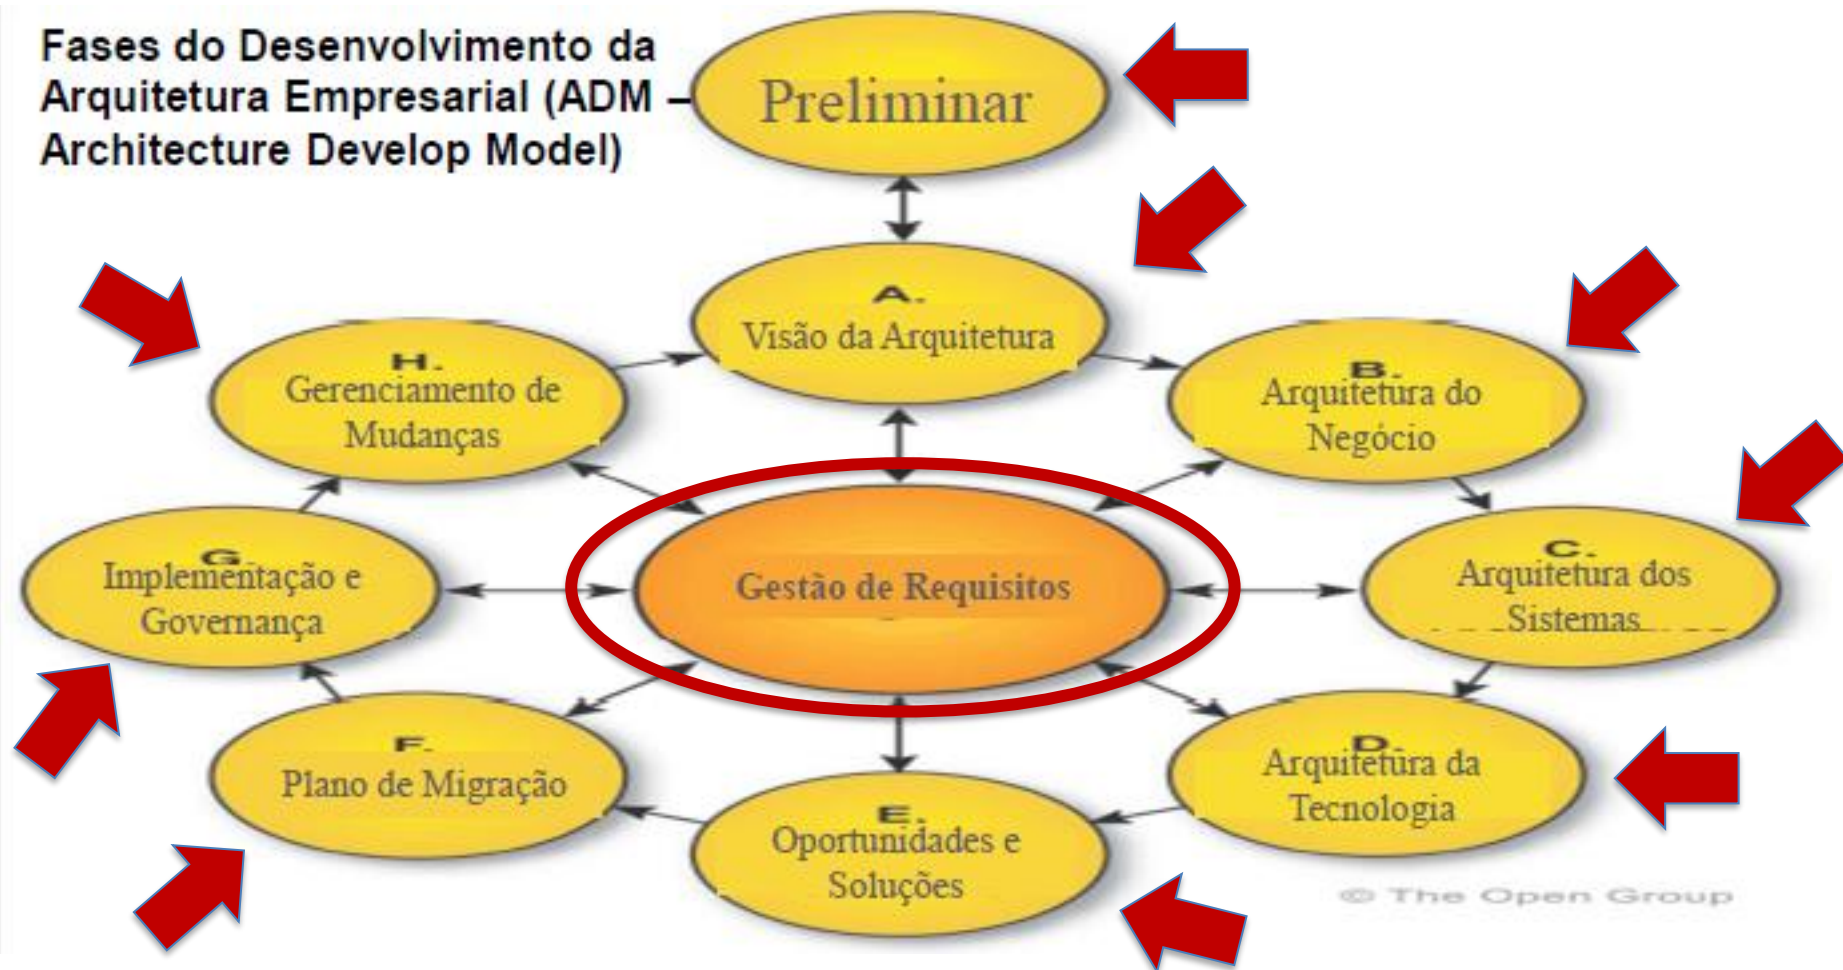 Fases do Desenvolvimento da
Arquitetura Empresarial (ADM –
Architecture Develop Model)
Preliminar
A.
Visão da Arquitetura
B.
Arquitetura do
Negócio
C.
Arquitetura dos
Sistemas
D.
Arquitetura da
Tecnologia
E.
Oportunidades e
Soluções
F.
Plano de Migração
G.
Implementação e
Governança
H.
Gerenciamento de
Mudanças
Gestão de Requisitos
© The Open Group